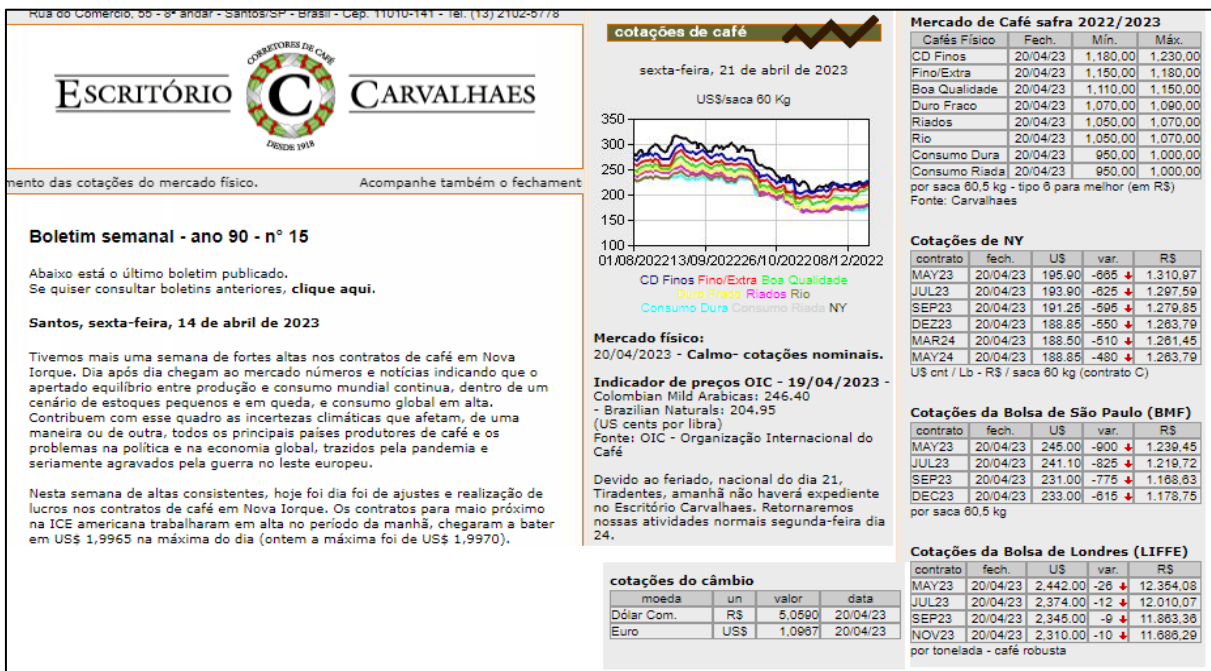 Rua do Comércio, 55 - 8º andar - Santos/SP - Brasil - Cep. 11010-141 - Tel. (13) 2102-5778
CORRETORES DE CAFÉ
ESCRITÓRIO C CARVALHAES
DESDE 1918
mento das cotações do mercado físico. Acompanhe também o fechament
Boletim semanal - ano 90 - n° 15
Abaixo está o último boletim publicado.
Se quiser consultar boletins anteriores, clique aqui.
Santos, sexta-feira, 14 de abril de 2023
Tivemos mais uma semana de fortes altas nos contratos de café em Nova
Iorque. Dia após dia chegam ao mercado números e notícias indicando que o
apertado equilíbrio entre produção e consumo mundial continua, dentro de um
cenário de estoques pequenos e em queda, e consumo global em alta.
Contribuem com esse quadro as incertezas climáticas que afetam, de uma
maneira ou de outra, todos os principais países produtores de café e os
problemas na política e na economia global, trazidos pela pandemia e
seriamente agravados pela guerra no leste europeu.
Nesta semana de altas consistentes, hoje foi dia foi de ajustes e realização de
lucros nos contratos de café em Nova Iorque. Os contratos para maio próximo
na ICE americana trabalharam em alta no período da manhã, chegaram a bater
em US$ 1,9965 na máxima do dia (ontem a máxima foi de US$ 1,9970).
cotações de café
sexta-feira, 21 de abril de 2023
US$/saca 60 Kg
350
300
250
200
150
100
01/08/2022 13/09/2022 26/10/2022 08/12/2022
CD Finos Fino/Extra Boa Qualidade
Duro Fraco Riados Rio
Consumo Dura Consumo Riada NY
Mercado físico:
20/04/2023 - Calmo- cotações nominais.
Indicador de preços OIC - 19/04/2023 -
Colombian Mild Arabicas: 246.40
- Brazilian Naturals: 204.95
(US cents por libra)
Fonte: OIC - Organização Internacional do
Café
Devido ao feriado, nacional do dia 21,
Tiradentes, amanhã não haverá expediente
no Escritório Carvalhaes. Retornaremos
nossas atividades normais segunda-feira dia
24.
cotações do câmbio
moeda un valor data
Dólar Com. R$ 5,0590 20/04/23
Euro US$ 1,0967 20/04/23
Mercado de Café safra 2022/2023
Cafés Físico Fech. Mín. Máx.
CD Finos 20/04/23 1,180,00 1,230,00
Fino/Extra 20/04/23 1,150,00 1,180,00
Boa Qualidade 20/04/23 1,110,00 1,150,00
Duro Fraco 20/04/23 1,070,00 1,090,00
Riados 20/04/23 1,050,00 1,070,00
Rio 20/04/23 1,050,00 1,070,00
Consumo Dura 20/04/23 950,00 1,000,00
Consumo Riada 20/04/23 950,00 1,000,00
por saca 60,5 kg - tipo 6 para melhor (em R$)
Fonte: Carvalhaes
Cotações de NY
contrato fech. U$ var. R$
MAY23 20/04/23 195.90 -665 1.310,97
JUL23 20/04/23 193.90 -625 1.297,59
SEP23 20/04/23 191.25 -595 1.279,85
DEZ23 20/04/23 188.85 -550 1.263,79
MAR24 20/04/23 188.50 -510 1.261,45
MAY24 20/04/23 188.85 -480 1.263,79
U$ cnt / Lb - R$ / saca 60 kg (contrato C)
Cotações da Bolsa de São Paulo (BMF)
contrato fech. U$ var. R$
MAY23 20/04/23 245.00 -900 1.239,45
JUL23 20/04/23 241.10 -825 1.219,72
SEP23 20/04/23 231.00 -775 1.168,63
DEC23 20/04/23 233.00 -615 1.178,75
por saca 60,5 kg
Cotações da Bolsa de Londres (LIFFE)
contrato fech. U$ var. R$
MAY23 20/04/23 2,442.00 -26 12.354,08
JUL23 20/04/23 2,374.00 -12 12.010,07
SEP23 20/04/23 2,345.00 -9 11.863,36
NOV23 20/04/23 2,310.00 -10 11.686,29
por tonelada - café robusta